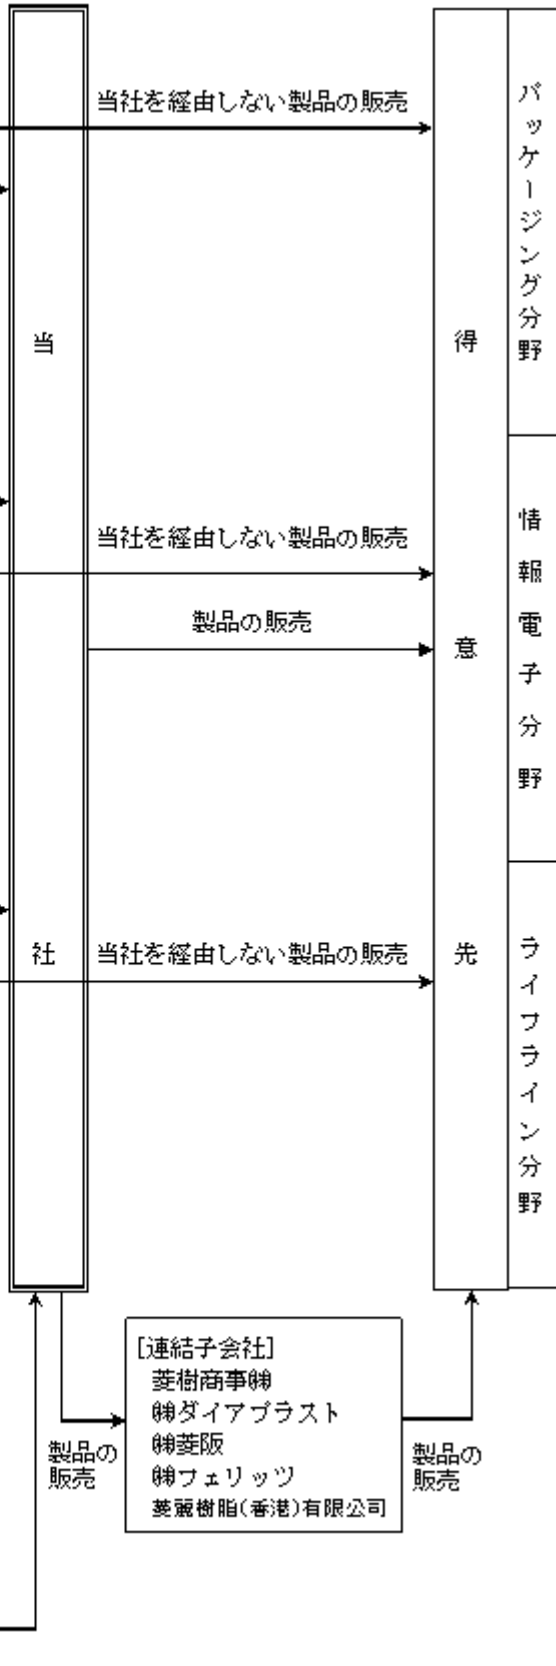 当社を経由しない製品の販売
パッケージング分野
当社
得意先
当社を経由しない製品の販売
製品の販売
情報電子分野
当社を経由しない製品の販売
ライフライン分野
[連結子会社]
菱樹商事㈱
㈱ダイアプラスト
㈱菱阪
㈱フェリッツ
菱麗樹脂(香港)有限公司
製品の
販売
製品の
販売